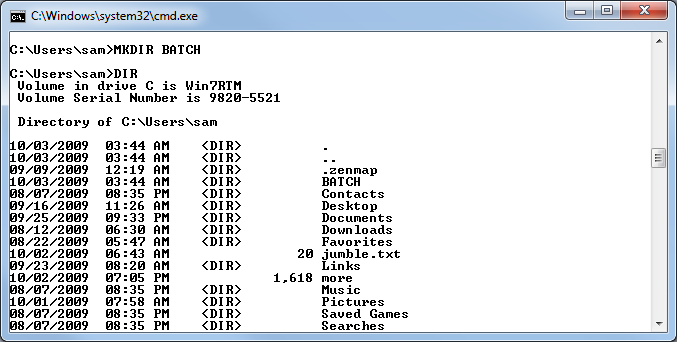 C:\Windows\system32\cmd.exe
C:\Users\sam>MKDIR BATCH
C:\Users\sam>DIR
 Volume in drive C is Win7RTM
 Volume Serial Number is 9820-5521
 Directory of C:\Users\sam
10/03/2009  03:44 AM    <DIR>          .
10/03/2009  03:44 AM    <DIR>          ..
09/09/2009  12:19 AM    <DIR>          .zenmap
10/03/2009  03:44 AM    <DIR>          BATCH
08/07/2009  08:35 PM    <DIR>          Contacts
09/16/2009  11:26 AM    <DIR>          Desktop
09/25/2009  09:33 PM    <DIR>          Documents
08/12/2009  06:30 AM    <DIR>          Downloads
08/22/2009  05:47 AM    <DIR>          Favorites
10/02/2009  06:43 AM                20 jumble.txt
09/23/2009  08:20 AM    <DIR>          Links
10/02/2009  07:05 PM             1,618 more
08/07/2009  08:35 PM    <DIR>          Music
10/01/2009  07:58 AM    <DIR>          Pictures
08/07/2009  08:35 PM    <DIR>          Saved Games
08/07/2009  08:35 PM    <DIR>          Searches